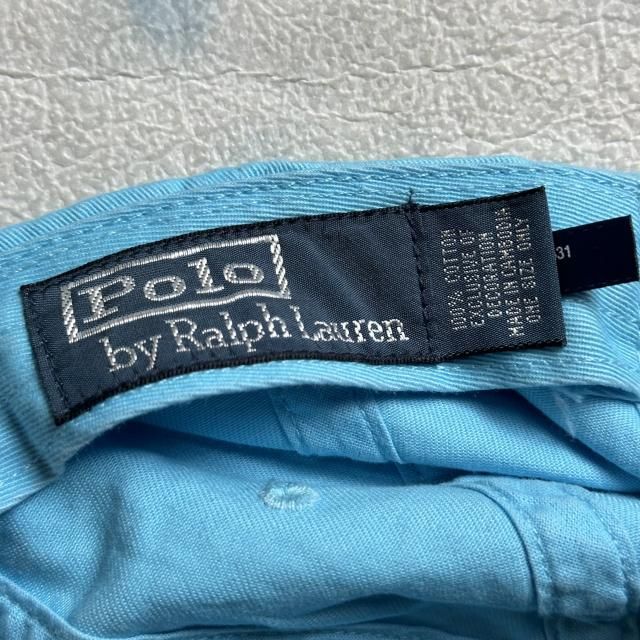 Polo
by Ralph Lauren
100% COTTON
EXCLUSIVE OF
DECORATION
MADE IN CAMBODIA
ONE SIZE ONLY
31